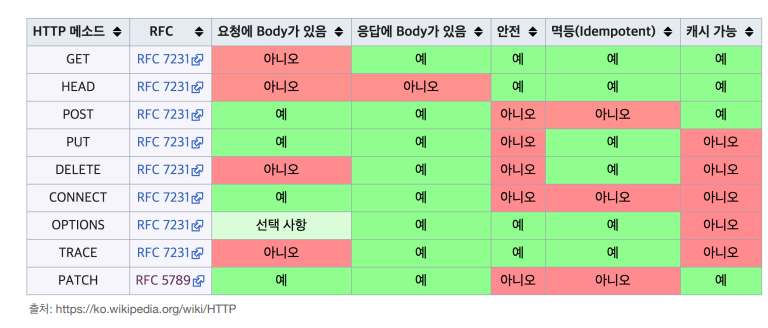 HTTP 메소드 RFC 요청에 Body가 있음 응답에 Body가 있음 안전 멱등(Idempotent) 캐시 가능
GET RFC 7231 아니오 예 예 예 예
HEAD RFC 7231 아니오 아니오 예 예 예
POST RFC 7231 예 예 아니오 아니오 예
PUT RFC 7231 예 예 아니오 예 아니오
DELETE RFC 7231 아니오 예 아니오 예 아니오
CONNECT RFC 7231 예 예 아니오 아니오 아니오
OPTIONS RFC 7231 선택 사항 예 예 예 아니오
TRACE RFC 7231 아니오 예 예 예 아니오
PATCH RFC 5789 예 예 아니오 아니오 예
출처: https://ko.wikipedia.org/wiki/HTTP